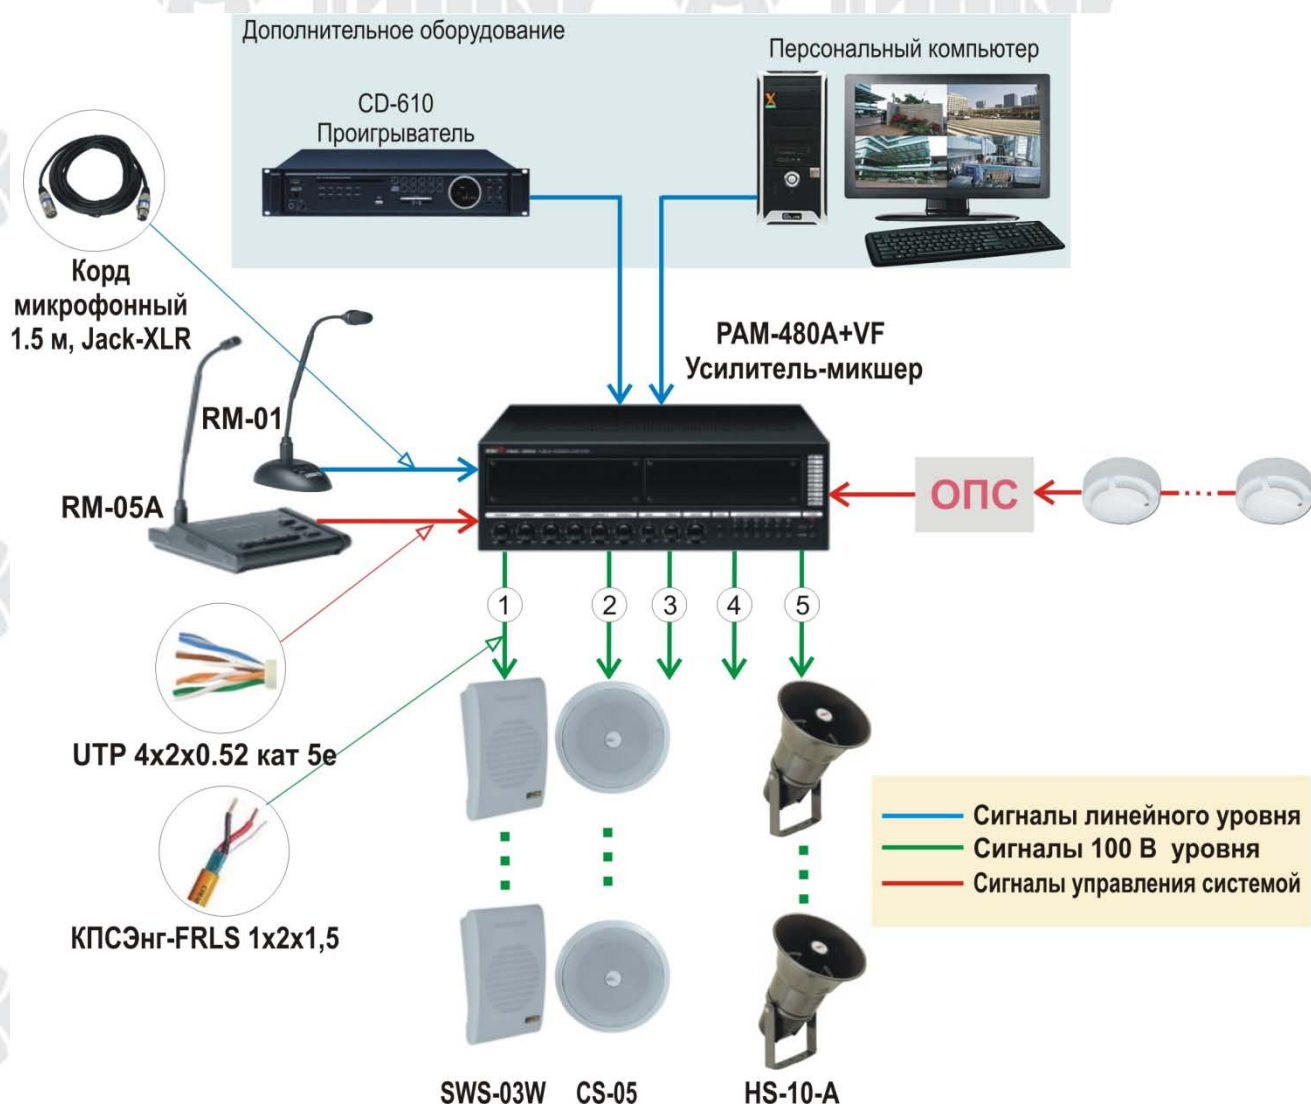 Дополнительное оборудование
Персональный компьютер
CD-610
Проигрыватель
Корд
микрофонный
1.5 м, Jack-XLR
PAM-480A+VF
Усилитель-микшер
RM-01
RM-05A
ОПС
1
2
3
4
5
UTP 4x2x0.52 кат 5е
КПСЭнг-FRLS 1x2x1,5
Сигналы линейного уровня
Сигналы 100 В уровня
Сигналы управления системой
SWS-03W
CS-05
HS-10-A